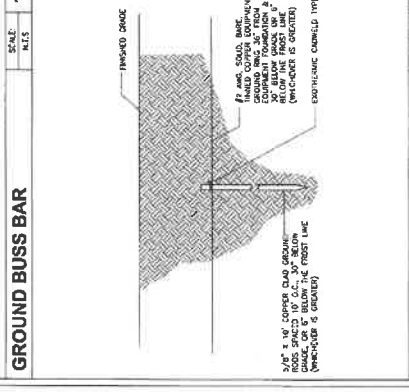 GROUND BUSS BAR
SCALE:
N.T.S
FINISHED GRADE
#2 AWG, SOLID, BARE,
TINNED COPPER EQUIPMENT
GROUND RING 36" FROM
EQUIPMENT FOUNDATION &
30" BELOW GRADE OR 6"
BELOW THE FROST LINE
(WHICHEVER IS GREATER)
EXOTHERMIC CADWELD TYPE
5/8" X 10' COPPER CLAD GROUND
RODS SPACED 10' O.C., 30" BELOW
GRADE, OR 6" BELOW THE FROST LINE
(WHICHEVER IS GREATER)